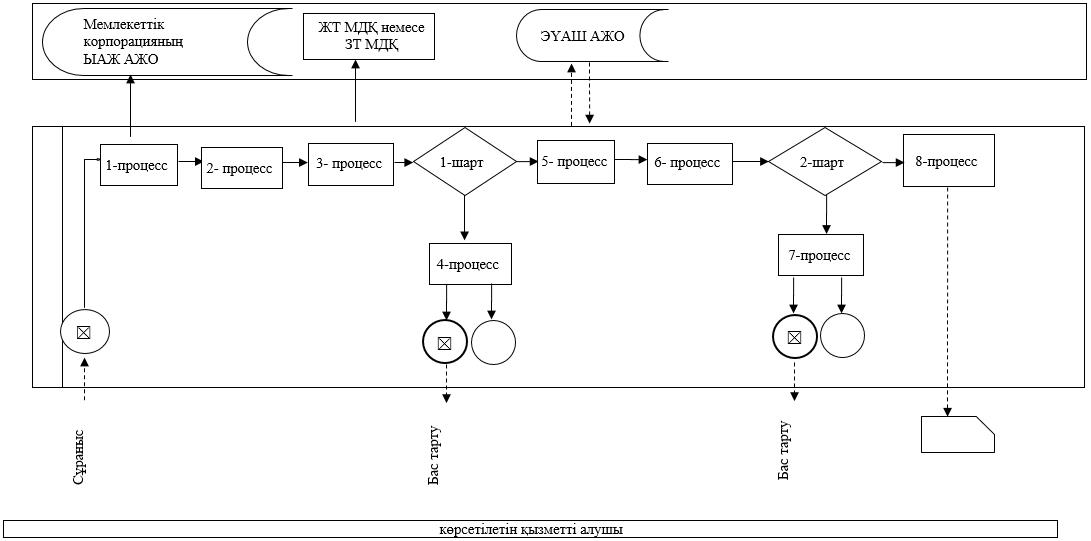 Мемлекеттік
корпорацияның
ЫАЖ АЖО
ЖТ МДҚ немесе
ЗТ МДҚ
ЭҮАШ АЖО
1-процесс
2- процесс
3- процесс
1-шарт
5- процесс
6- процесс
2-шарт
8-процесс
4-процесс
7-процесс
Сұраныс
Бас тарту
Бас тарту
көрсетілетін қызметті алушы